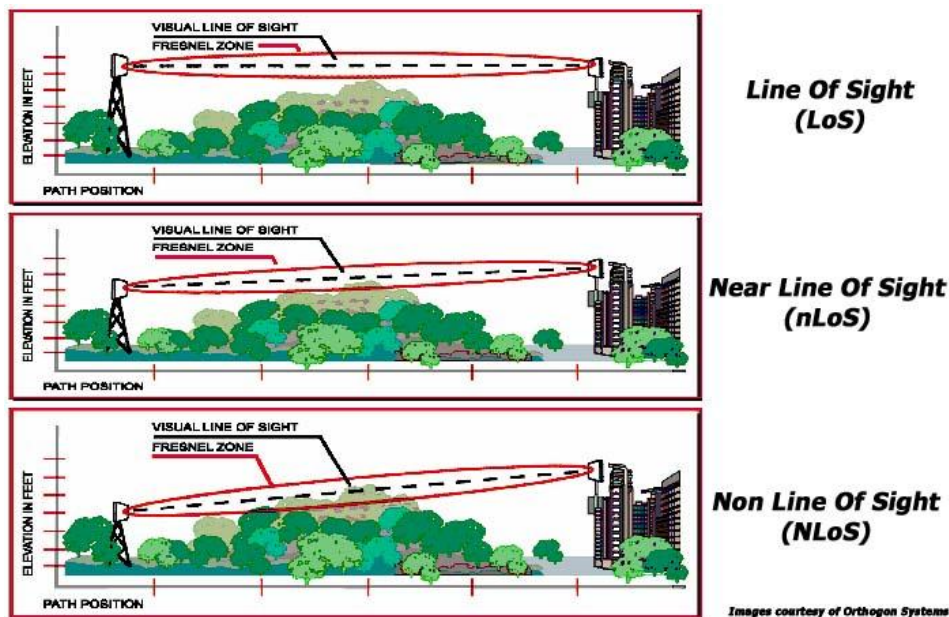 VISUAL LINE OF SIGHT
FRESNEL ZONE
ELEVATION IN FEET
PATH POSITION
Line Of Sight
(LoS)
VISUAL LINE OF SIGHT
FRESNEL ZONE
ELEVATION IN FEET
PATH POSITION
Near Line Of Sight
(nLoS)
VISUAL LINE OF SIGHT
FRESNEL ZONE
ELEVATION IN FEET
PATH POSITION
Non Line Of Sight
(NLoS)
Images courtesy of Orthogon Systems